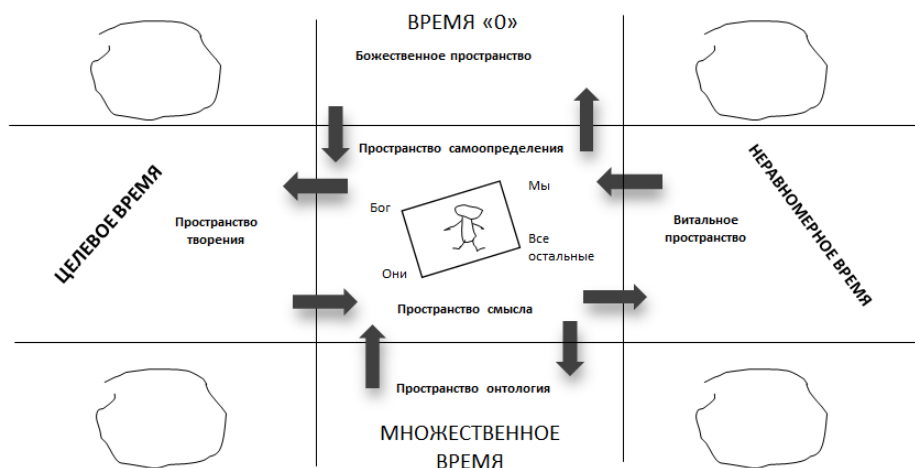 ВРЕМЯ «0»
Божественное пространство
Пространство самоопределения
Мы
Бог
ЦЕЛЕВОЕ ВРЕМЯ
Пространство
творения
Витальное
пространство
НЕРАВНОМЕРНОЕ ВРЕМЯ
Все
остальные
Они
Пространство смысла
Пространство онтология
МНОЖЕСТВЕННОЕ
ВРЕМЯ